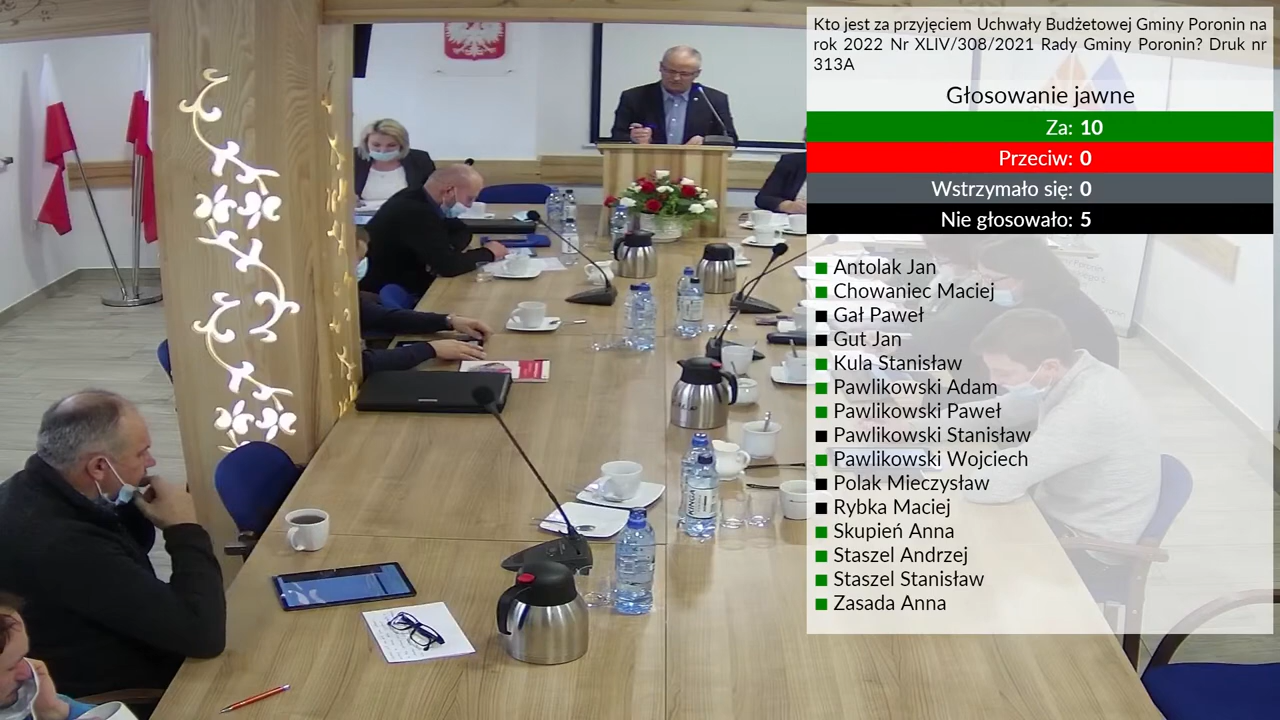 Kto jest za przyjęciem Uchwały Budżetowej Gminy Poronin na
rok 2022 Nr XLIV/308/2021 Rady Gminy Poronin? Druk nr
313A
Głosowanie jawne
Za: 10
Przeciw: 0
Wstrzymało się: 0
Nie głosowało: 5
Antolak Jan
Chowaniec Maciej
Gał Paweł
Gut Jan
Kula Stanisław
Pawlikowski Adam
Pawlikowski Paweł
Pawlikowski Stanisław
Pawlikowski Wojciech
Polak Mieczysław
Rybka Maciej
Skupień Anna
Staszel Andrzej
Staszel Stanisław
Zasada Anna
KINGA